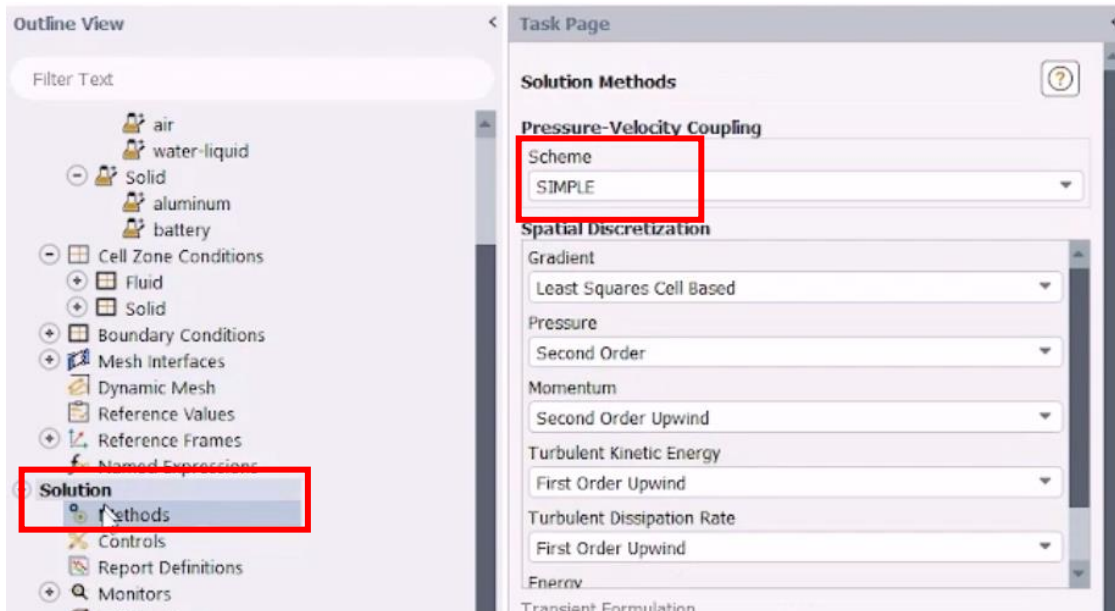 Outline View
Filter Text
air
water-liquid
Solid
aluminum
battery
Cell Zone Conditions
Fluid
Solid
Boundary Conditions
Mesh Interfaces
Dynamic Mesh
Reference Values
Reference Frames
Named Expressions
Solution
Methods
Controls
Report Definitions
Monitors
Task Page
Solution Methods
?
Pressure-Velocity Coupling
Scheme
SIMPLE
Spatial Discretization
Gradient
Least Squares Cell Based
Pressure
Second Order
Momentum
Second Order Upwind
Turbulent Kinetic Energy
First Order Upwind
Turbulent Dissipation Rate
First Order Upwind
Energy
Transient Formulation